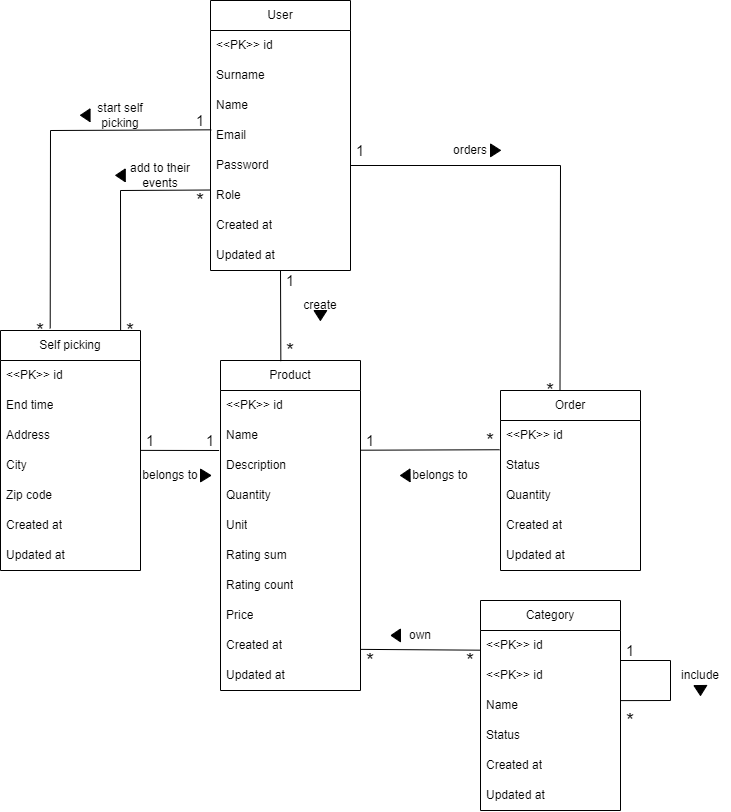 User
<<PK>> id
Surname
Name
Email
Password
Role
Created at
Updated at
start self
picking
1
add to their
events
*
1
orders
1
create
*
*
*
*
Self picking
<<PK>> id
End time
Address
City
Zip code
Created at
Updated at
Product
<<PK>> id
Name
Description
Quantity
Unit
Rating sum
Rating count
Price
Created at
Updated at
Order
<<PK>> id
Status
Quantity
Created at
Updated at
1
1
belongs to
1
*
belongs to
own
*
*
Category
<<PK>> id
<<PK>> id
Name
Status
Created at
Updated at
1
include
*